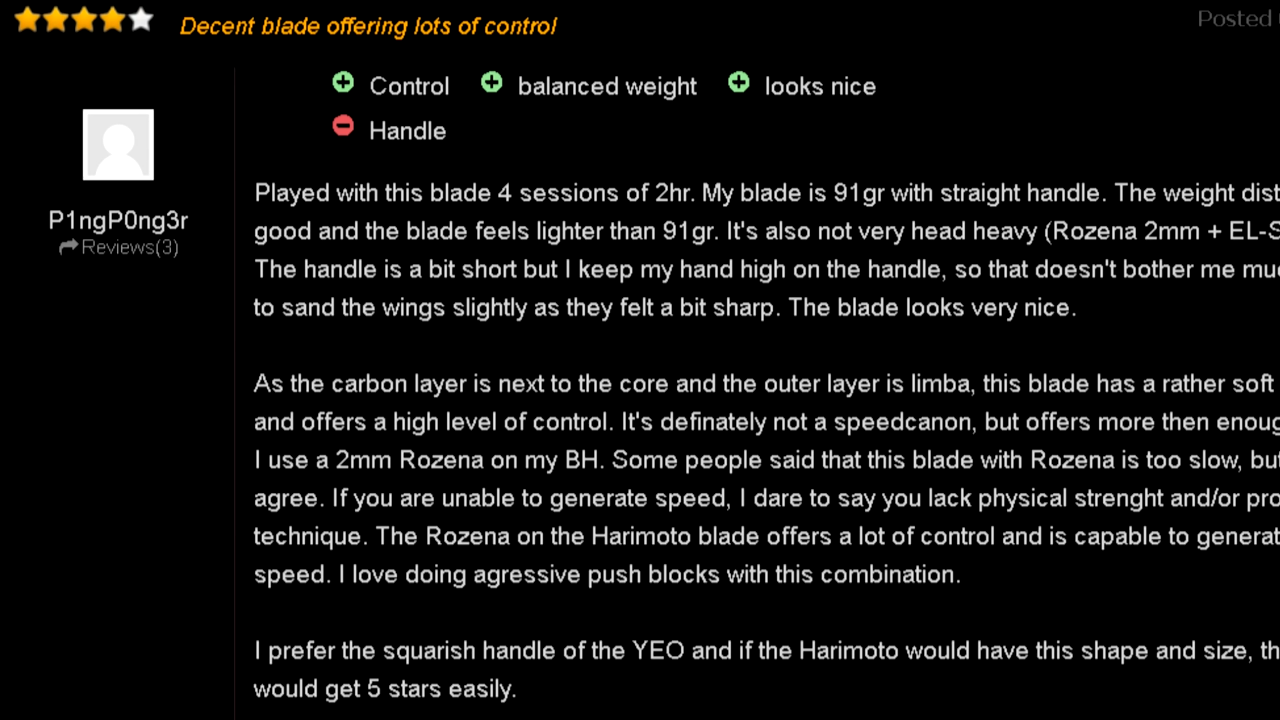 Decent blade offering lots of control
Posted
Control balanced weight looks nice
Handle
P1ngP0ng3r
Reviews(3)
Played with this blade 4 sessions of 2hr. My blade is 91gr with straight handle. The weight dist
good and the blade feels lighter than 91gr. It's also not very head heavy (Rozena 2mm + EL-S
The handle is a bit short but I keep my hand high on the handle, so that doesn't bother me muc
to sand the wings slightly as they felt a bit sharp. The blade looks very nice.
As the carbon layer is next to the core and the outer layer is limba, this blade has a rather soft
and offers a high level of control. It's definately not a speedcanon, but offers more then enoug
I use a 2mm Rozena on my BH. Some people said that this blade with Rozena is too slow, but
agree. If you are unable to generate speed, I dare to say you lack physical strenght and/or pro
technique. The Rozena on the Harimoto blade offers a lot of control and is capable to generat
speed. I love doing agressive push blocks with this combination.
I prefer the squarish handle of the YEO and if the Harimoto would have this shape and size, th
would get 5 stars easily.